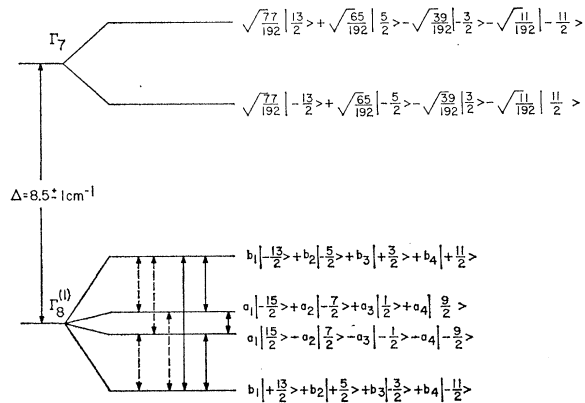 √77/192 |13/2> + √65/192 |5/2> − √39/192 |−3/2> − √11/192 |−11/2>
Γ7
√77/192 |−13/2> + √65/192 |−5/2> − √39/192 |3/2> − √11/192 | 11/2 >
Δ=8.5±1cm⁻¹
b₁|−13/2>+b₂|−5/2>+b₃|+3/2>+b₄|+11/2>
Γ8(1)
a₁|−15/2>+a₂|−7/2>+a₃|1/2>+a₄| 9/2 >
a₁|15/2>−a₂|7/2>−a₃|−1/2>−a₄|−9/2>
b₁|+13/2>+b₂|+5/2>+b₃|−3/2>+b₄|−11/2>